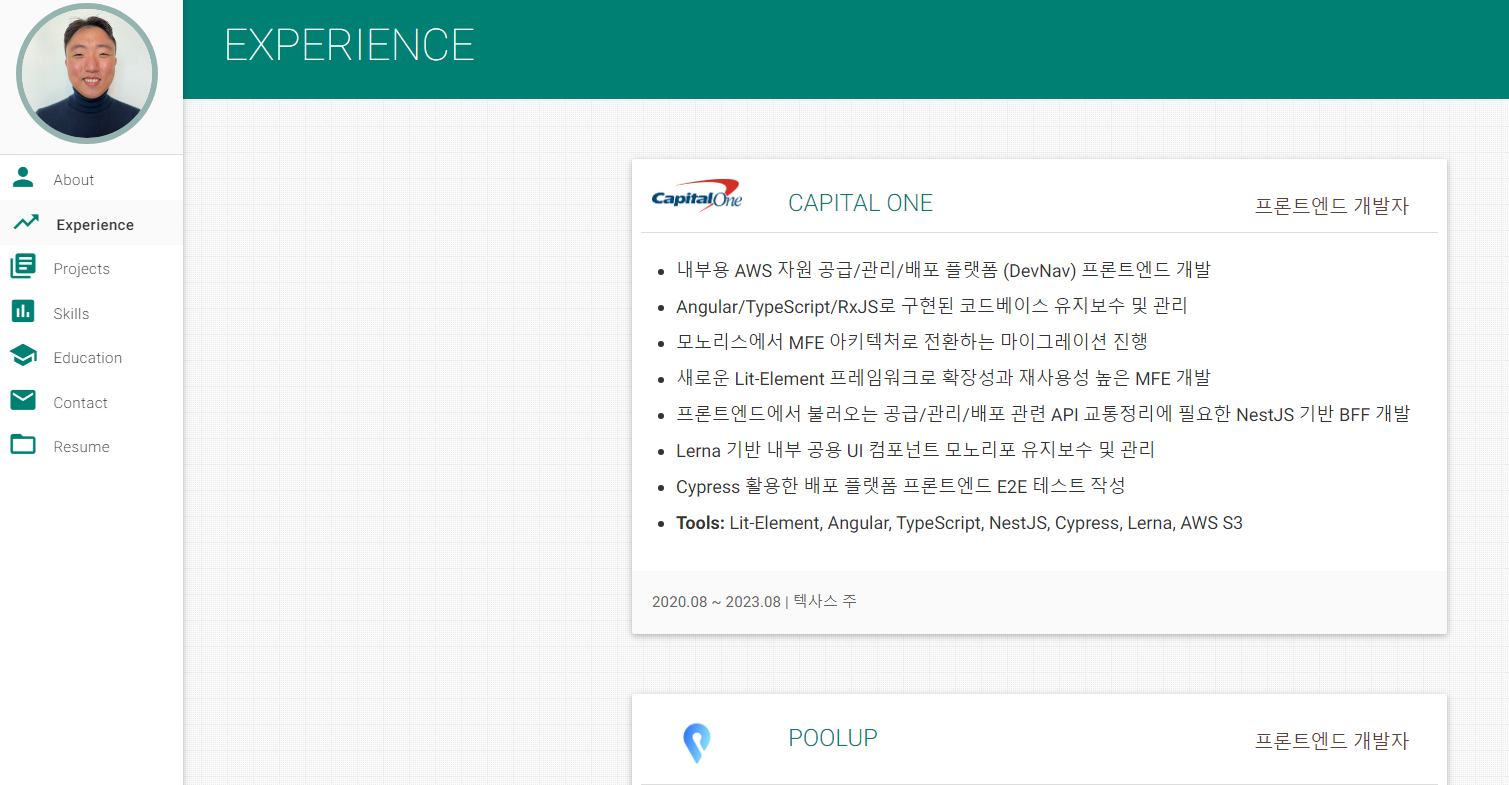 EXPERIENCE
About
Experience
Projects
Skills
Education
Contact
Resume
CapitalOne
CAPITAL ONE
프론트엔드 개발자
내부용 AWS 자원 공급/관리/배포 플랫폼 (DevNav) 프론트엔드 개발
Angular/TypeScript/RxJS로 구현된 코드베이스 유지보수 및 관리
모노리스에서 MFE 아키텍처로 전환하는 마이그레이션 진행
새로운 Lit-Element 프레임워크로 확장성과 재사용성 높은 MFE 개발
프론트엔드에서 불러오는 공급/관리/배포 관련 API 교통정리에 필요한 NestJS 기반 BFF 개발
Lerna 기반 내부 공용 UI 컴포넌트 모노리포 유지보수 및 관리
Cypress 활용한 배포 플랫폼 프론트엔드 E2E 테스트 작성
Tools: Lit-Element, Angular, TypeScript, NestJS, Cypress, Lerna, AWS S3
2020.08 ~ 2023.08 | 텍사스 주
POOLUP
프론트엔드 개발자